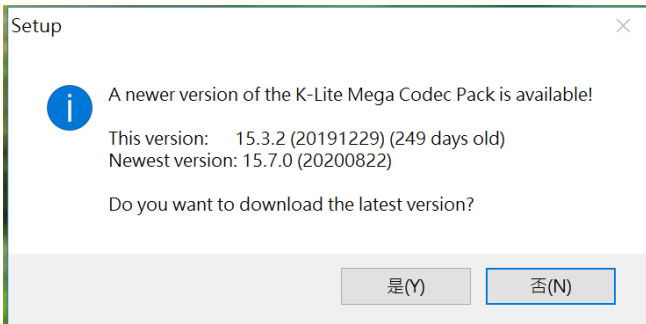 Setup
A newer version of the K-Lite Mega Codec Pack is available!
This version: 15.3.2 (20191229) (249 days old)
Newest version: 15.7.0 (20200822)
Do you want to download the latest version?
是(Y)
否(N)